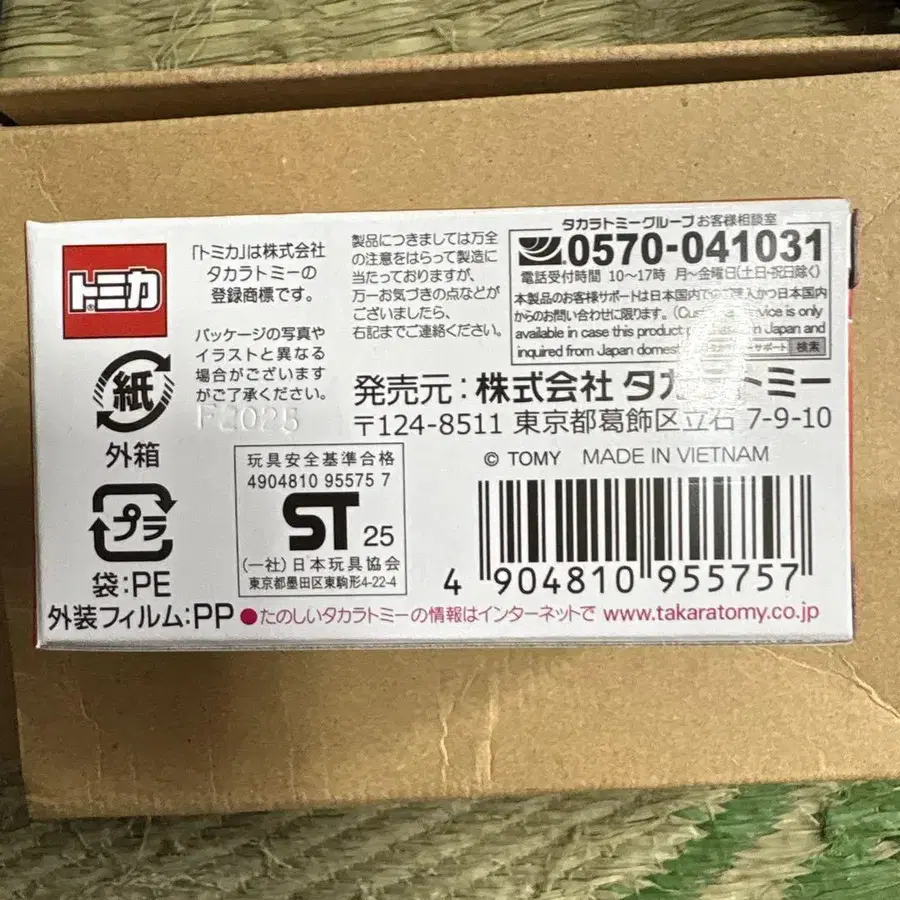 トミカ
「トミカ」は株式会社
タカラトミーの
登録商標です。
パッケージの写真や
イラストと異なる
場合がございます
がご了承ください。
製品につきましては万全
の注意をはらって製造に
当たっておりますが、
万一お気づきの点などが
ございましたら、
右記までご連絡ください。
タカラトミーグループ お客様相談室
0570-041031
電話受付時間 10〜17時 月〜金曜日(土日・祝日除く)
本製品のお客様サポートは日本国内でのご購入かつ日本国内
からのお問い合わせに限ります。 service is only
available in case this product Japan and
inquired from Japan サポート 検索
発売元:株式会社 タカラトミー
〒124-8511 東京都葛飾区立石 7-9-10
© TOMY MADE IN VIETNAM
紙
外箱
プラ
袋:PE
外装フィルム:PP
玩具安全基準合格
4904810 95575 7
ST 25
(一社)日本玩具協会
東京都墨田区東駒形4-22-4
4 904810 955757
●たのしいタカラトミーの情報はインターネットで www.takaratomy.co.jp